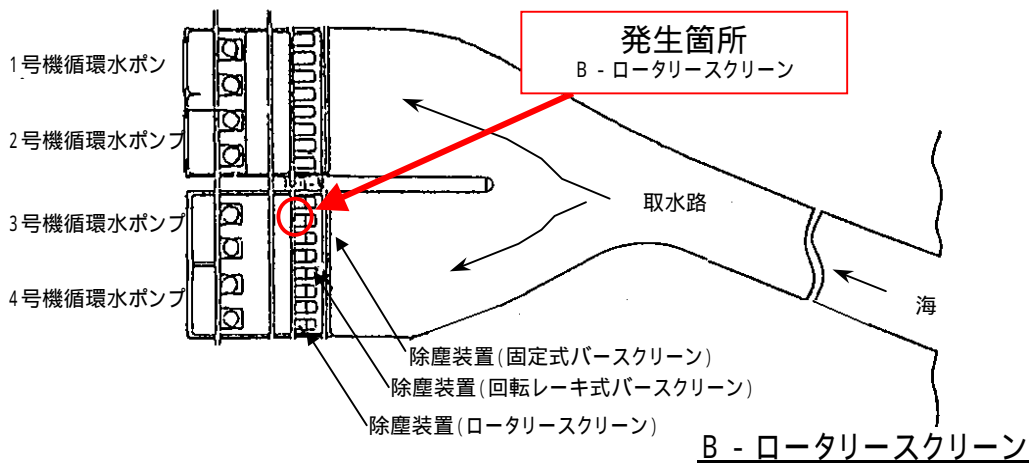 発生箇所
B - ロータリースクリーン
1号機循環水ポン
2号機循環水ポンプ
3号機循環水ポンプ
4号機循環水ポンプ
取水路
海
除塵装置(固定式バースクリーン)
除塵装置(回転レーキ式バースクリーン)
除塵装置(ロータリースクリーン)
B - ロータリースクリーン